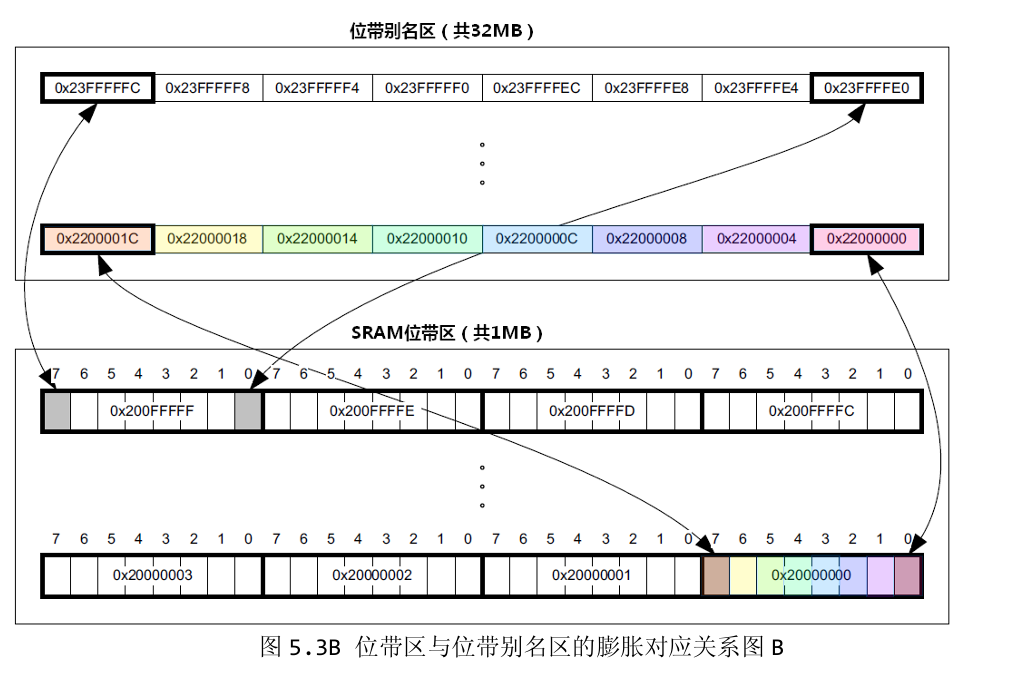 位带别名区(共32MB)
0x23FFFFFC 0x23FFFFF8 0x23FFFFF4 0x23FFFFF0 0x23FFFFEC 0x23FFFFE8 0x23FFFFE4 0x23FFFFE0
0x2200001C 0x22000018 0x22000014 0x22000010 0x2200000C 0x22000008 0x22000004 0x22000000
SRAM位带区(共1MB)
7 6 5 4 3 2 1 0 7 6 5 4 3 2 1 0 7 6 5 4 3 2 1 0 7 6 5 4 3 2 1 0
0x200FFFFF 0x200FFFFE 0x200FFFFD 0x200FFFFC
7 6 5 4 3 2 1 0 7 6 5 4 3 2 1 0 7 6 5 4 3 2 1 0 7 6 5 4 3 2 1 0
0x20000003 0x20000002 0x20000001 0x20000000
图 5.3B 位带区与位带别名区的膨胀对应关系图 B